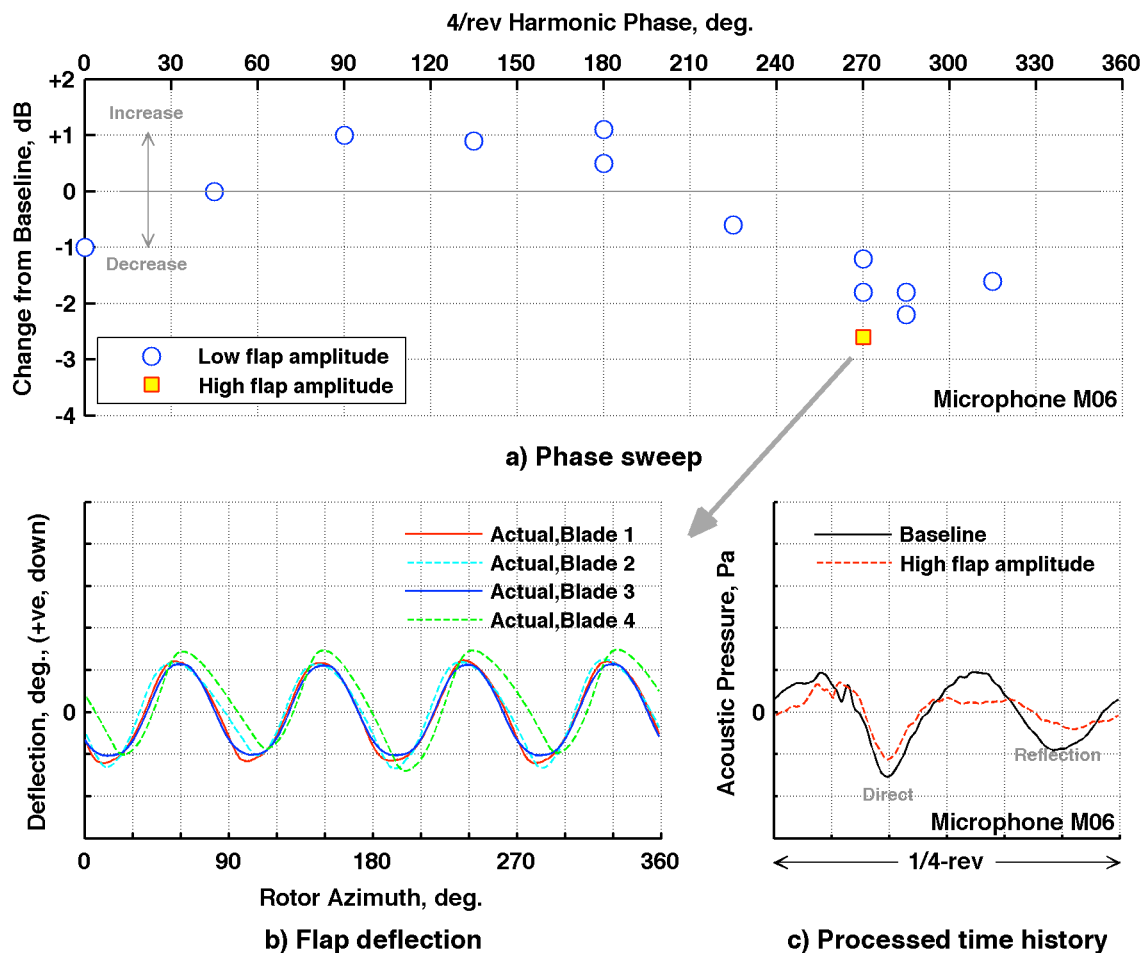 4/rev Harmonic Phase, deg.
0 30 60 90 120 150 180 210 240 270 300 330 360
Change from Baseline, dB
+2
+1
0
-1
-2
-3
-4
Increase
Decrease
Low flap amplitude
High flap amplitude
Microphone M06
a) Phase sweep
Deflection, deg., (+ve, down)
0
Actual,Blade 1
Actual,Blade 2
Actual,Blade 3
Actual,Blade 4
0 90 180 270 360
Rotor Azimuth, deg.
b) Flap deflection
Acoustic Pressure, Pa
0
Baseline
High flap amplitude
Direct
Reflection
Microphone M06
1/4-rev
c) Processed time history